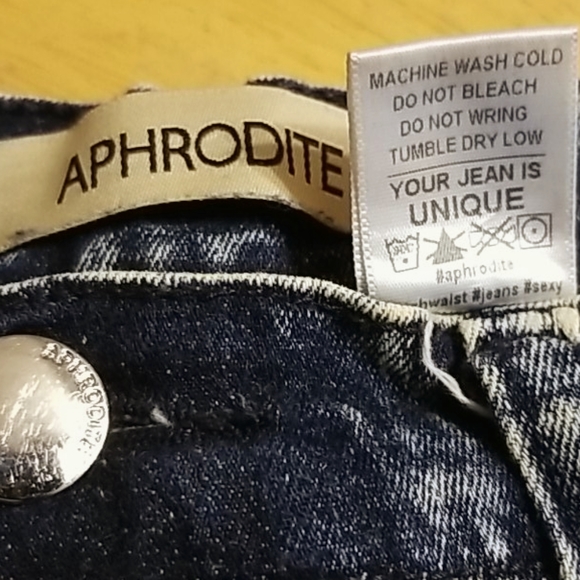 APHRODITE
MACHINE WASH COLD
DO NOT BLEACH
DO NOT WRING
TUMBLE DRY LOW
YOUR JEAN IS
UNIQUE
#aphrodite
#jeans #sexy
APHRODITE